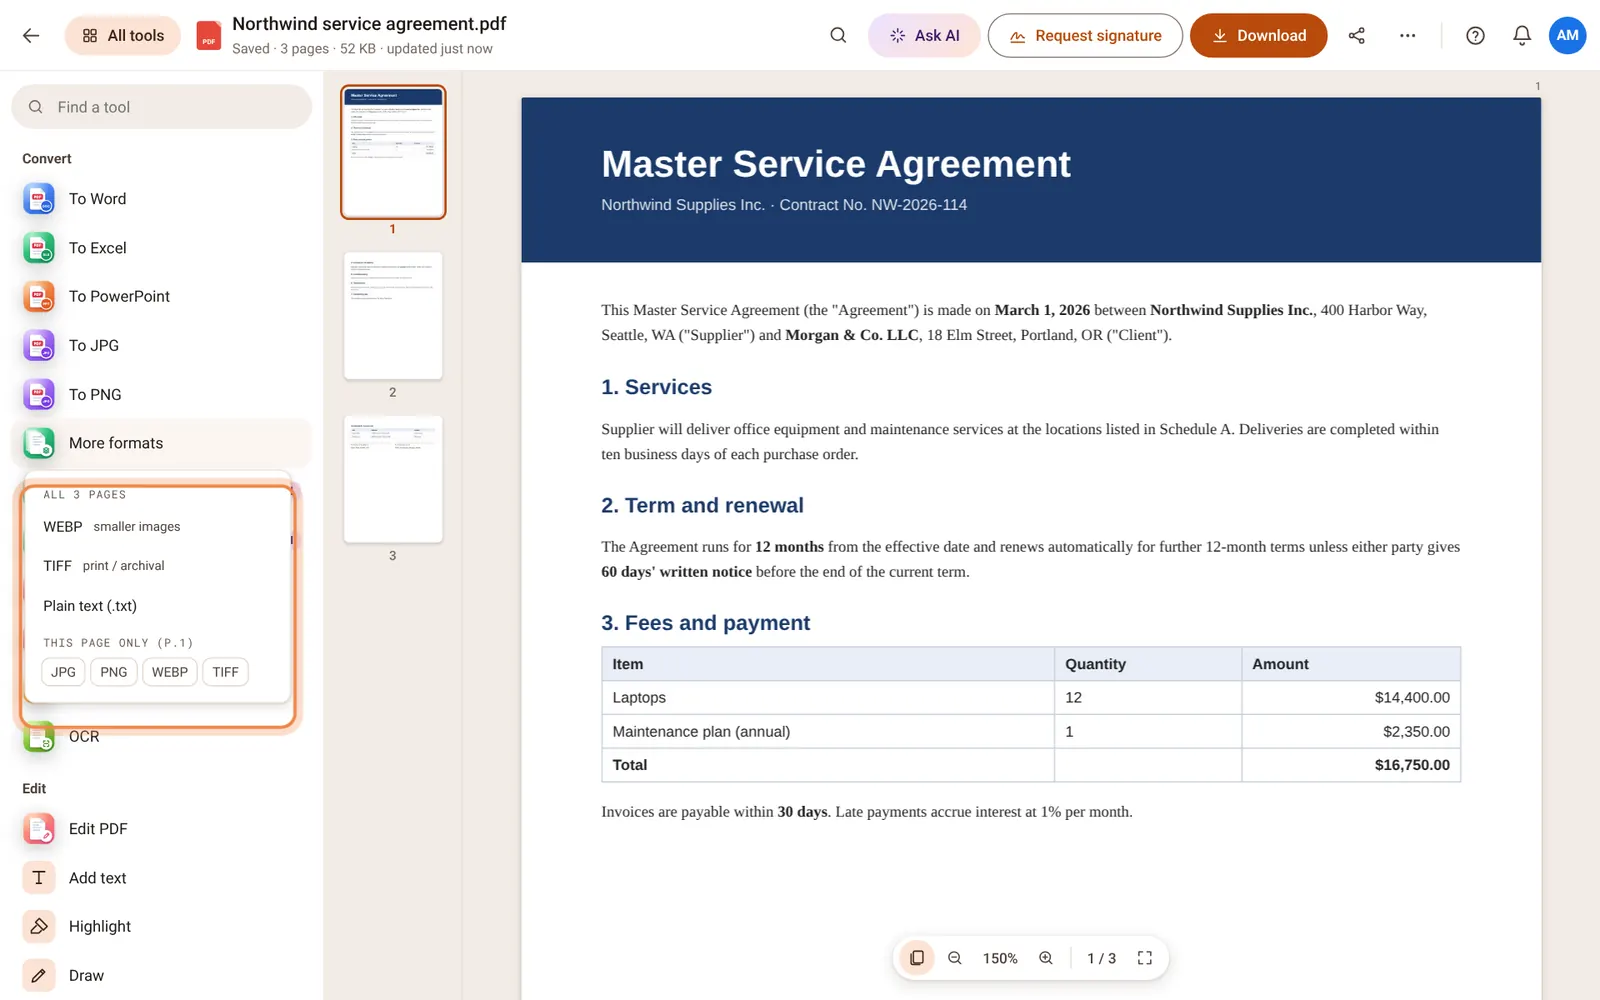 All tools
PDF
Northwind service agreement.pdf
Saved · 3 pages · 52 KB · updated just now
Ask AI
Request signature
Download
AM
Find a tool
Convert
To Word
To Excel
To PowerPoint
To JPG
To PNG
More formats
ALL 3 PAGES
WEBP smaller images
TIFF print / archival
Plain text (.txt)
THIS PAGE ONLY (P.1)
JPG PNG WEBP TIFF
OCR
Edit
Edit PDF
Add text
Highlight
Draw
1
2
3
1
Master Service Agreement
Northwind Supplies Inc. · Contract No. NW-2026-114
This Master Service Agreement (the "Agreement") is made on March 1, 2026 between Northwind Supplies Inc., 400 Harbor Way,
Seattle, WA ("Supplier") and Morgan & Co. LLC, 18 Elm Street, Portland, OR ("Client").
1. Services
Supplier will deliver office equipment and maintenance services at the locations listed in Schedule A. Deliveries are completed within
ten business days of each purchase order.
2. Term and renewal
The Agreement runs for 12 months from the effective date and renews automatically for further 12-month terms unless either party gives
60 days' written notice before the end of the current term.
3. Fees and payment
Item Quantity Amount
Laptops 12 $14,400.00
Maintenance plan (annual) 1 $2,350.00
Total $16,750.00
Invoices are payable within 30 days. Late payments accrue interest at 1% per month.
150% 1 / 3